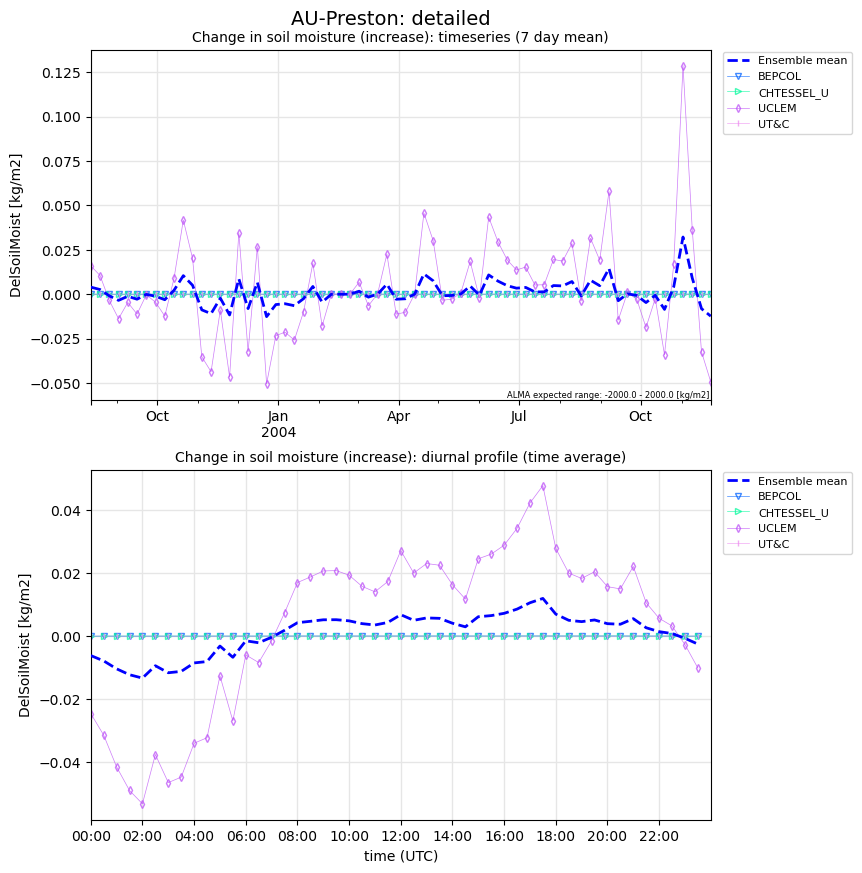 AU-Preston: detailed
Change in soil moisture (increase): timeseries (7 day mean)
DelSoilMoist [kg/m2]
0.125
0.100
0.075
0.050
0.025
0.000
−0.025
−0.050
Oct
Jan
2004
Apr
Jul
Oct
ALMA expected range: -2000.0 - 2000.0 [kg/m2]
Ensemble mean
BEPCOL
CHTESSEL_U
UCLEM
UT&C
Change in soil moisture (increase): diurnal profile (time average)
DelSoilMoist [kg/m2]
0.04
0.02
0.00
−0.02
−0.04
00:00
02:00
04:00
06:00
08:00
10:00
12:00
14:00
16:00
18:00
20:00
22:00
time (UTC)
Ensemble mean
BEPCOL
CHTESSEL_U
UCLEM
UT&C